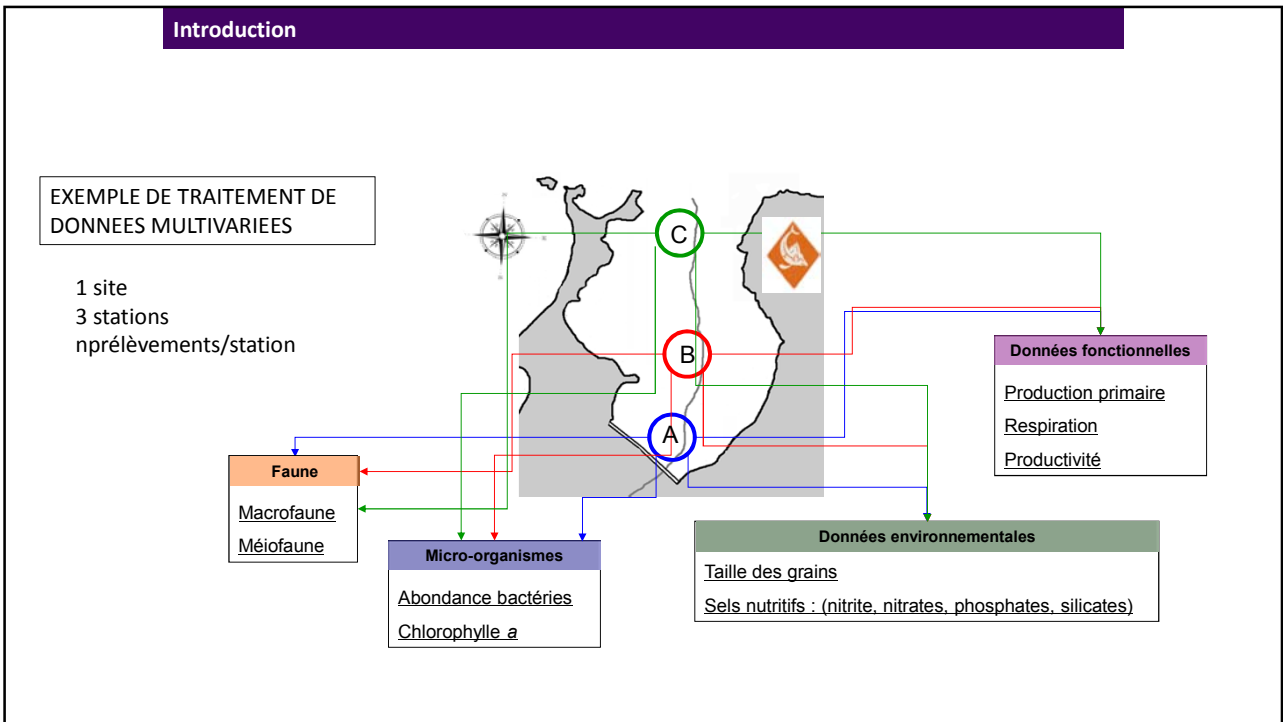 Introduction
EXEMPLE DE TRAITEMENT DE
DONNEES MULTIVARIEES
1 site
3 stations
nprélèvements/station
C
B
A
Données fonctionnelles
Production primaire
Respiration
Productivité
Faune
Macrofaune
Méiofaune
Micro-organismes
Abondance bactéries
Chlorophylle a
Données environnementales
Taille des grains
Sels nutritifs : (nitrite, nitrates, phosphates, silicates)